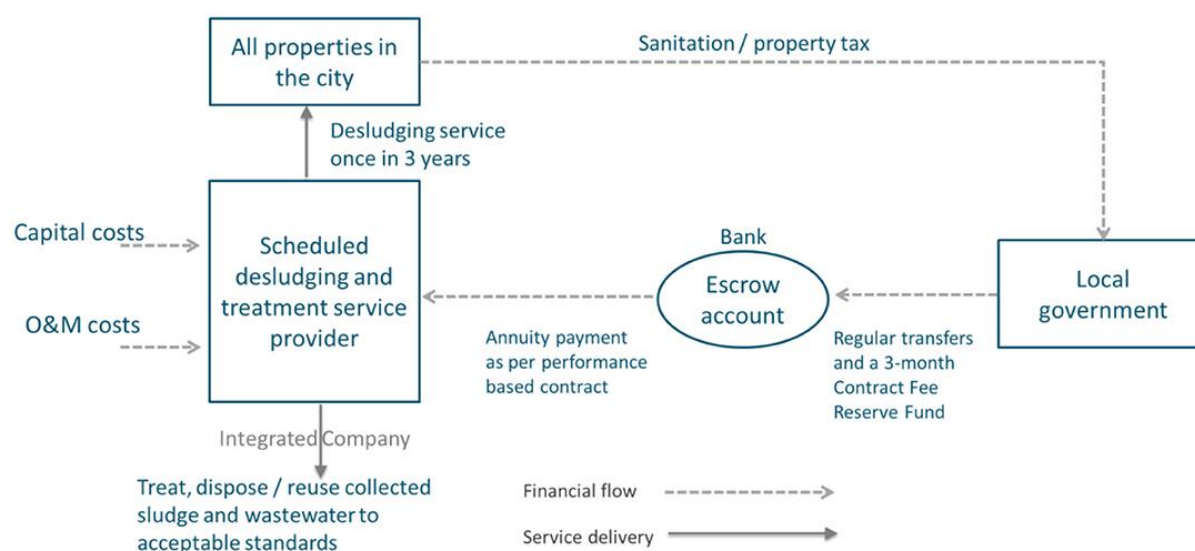 All properties in
the city
Sanitation / property tax
Desludging service
once in 3 years
Capital costs
O&M costs
Scheduled
desludging and
treatment service
provider
Bank
Escrow
account
Local
government
Annuity payment
as per performance
based contract
Regular transfers
and a 3-month
Contract Fee
Reserve Fund
Integrated Company
Treat, dispose / reuse collected
sludge and wastewater to
acceptable standards
Financial flow
Service delivery